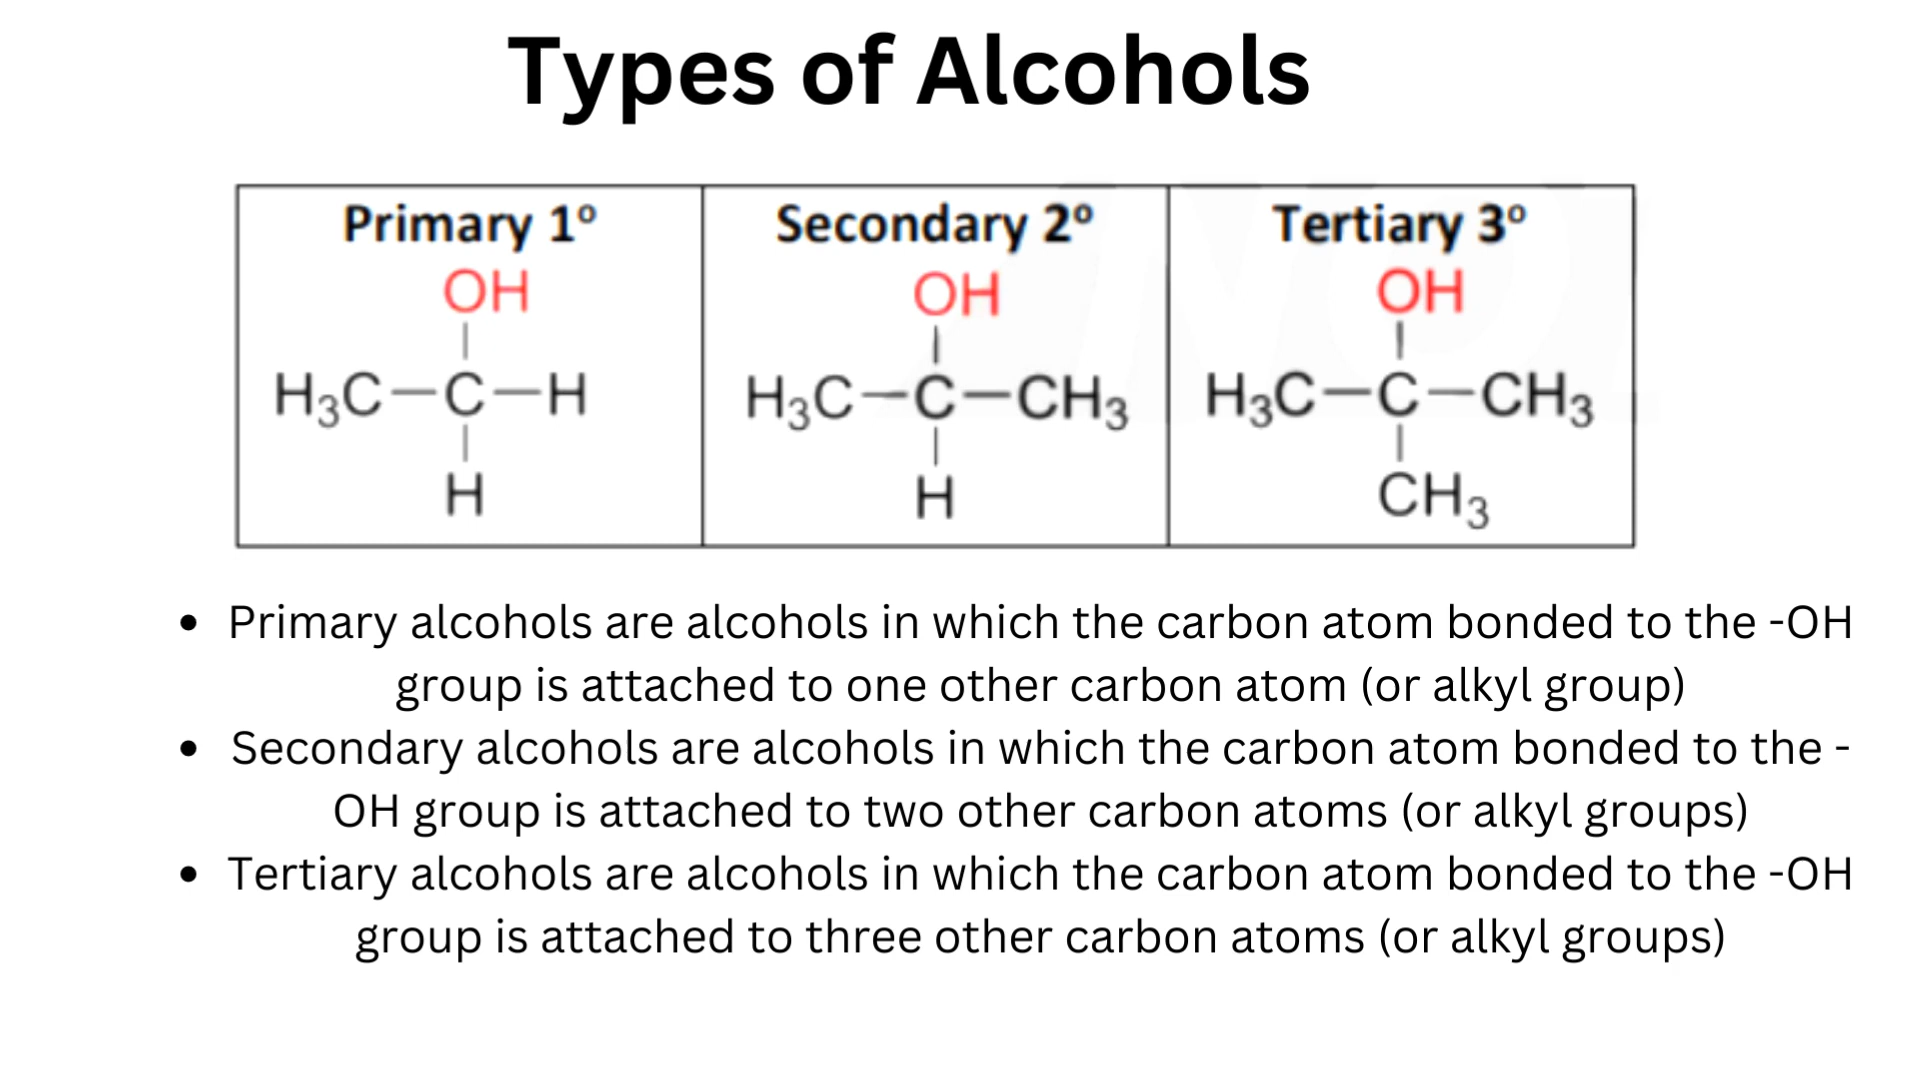 Types of Alcohols
Primary 1º
OH
H₃C–C–H
H
Secondary 2º
OH
H₃C–C–CH₃
H
Tertiary 3º
OH
H₃C–C–CH₃
CH₃
• Primary alcohols are alcohols in which the carbon atom bonded to the -OH
group is attached to one other carbon atom (or alkyl group)
• Secondary alcohols are alcohols in which the carbon atom bonded to the -
OH group is attached to two other carbon atoms (or alkyl groups)
• Tertiary alcohols are alcohols in which the carbon atom bonded to the -OH
group is attached to three other carbon atoms (or alkyl groups)